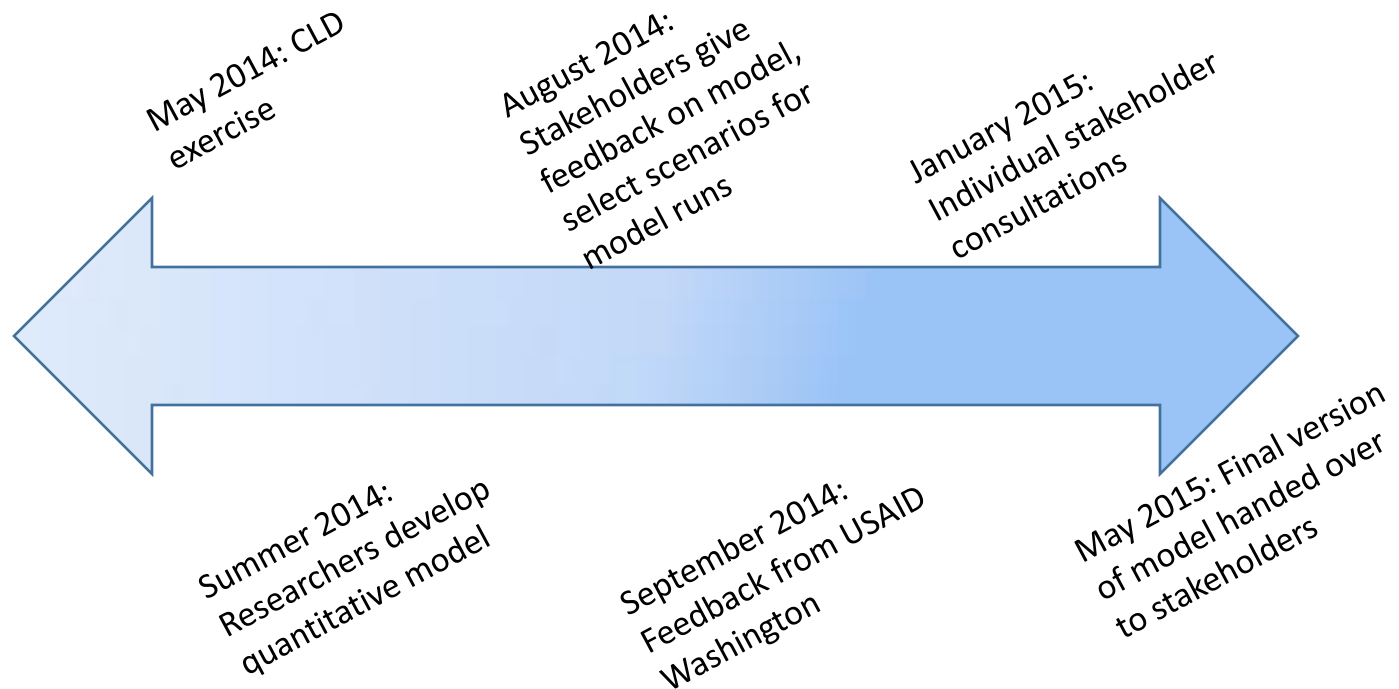 May 2014: CLD
exercise
August 2014:
Stakeholders give
feedback on model,
select scenarios for
model runs
January 2015:
Individual stakeholder
consultations
Summer 2014:
Researchers develop
quantitative model
September 2014:
Feedback from USAID
Washington
May 2015: Final version
of model handed over
to stakeholders